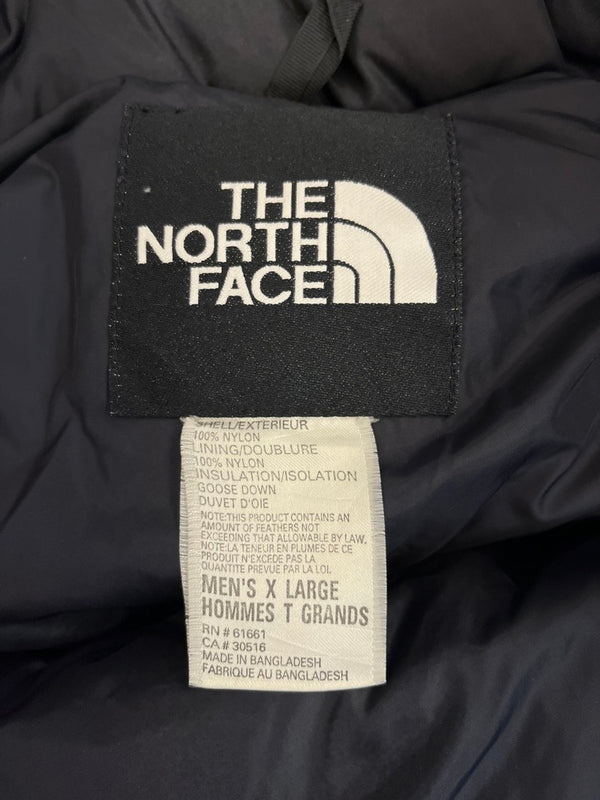 THE
NORTH
FACE
SHELL/EXTERIEUR
100% NYLON
LINING/DOUBLURE
100% NYLON
INSULATION/ISOLATION
GOOSE DOWN
DUVET D'OIE
NOTE:THIS PRODUCT CONTAINS AN
AMOUNT OF FEATHERS NOT
EXCEEDING THAT ALLOWABLE BY LAW.
NOTE:LA TENEUR EN PLUMES DE CE
PRODUIT N'EXCFDE PAS LA
QUANTITE PREVUE PAR LA LOI.
MEN'S X LARGE
HOMMES T GRANDS
RN # 61661
CA # 30516
MADE IN BANGLADESH
FABRIQUE AU BANGLADESH